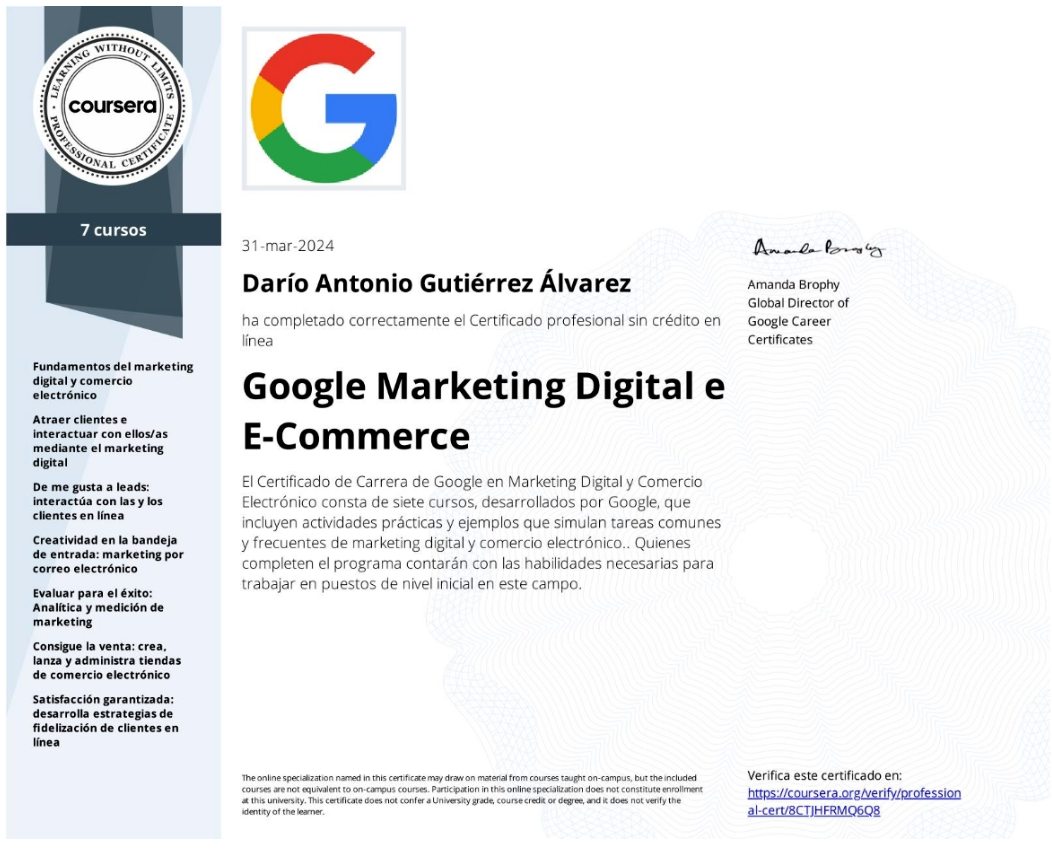 LEARNING WITHOUT LIMITS
coursera
PROFESSIONAL CERTIFICATE
7 cursos
Fundamentos del marketing
digital y comercio
electrónico
Atraer clientes e
interactuar con ellos/as
mediante el marketing
digital
De me gusta a leads:
interactúa con las y los
clientes en línea
Creatividad en la bandeja
de entrada: marketing por
correo electrónico
Evaluar para el éxito:
Analítica y medición de
marketing
Consigue la venta: crea,
lanza y administra tiendas
de comercio electrónico
Satisfacción garantizada:
desarrolla estrategias de
fidelización de clientes en
línea
G
31-mar-2024
Darío Antonio Gutiérrez Álvarez
ha completado correctamente el Certificado profesional sin crédito en
línea
Google Marketing Digital e
E-Commerce
El Certificado de Carrera de Google en Marketing Digital y Comercio
Electrónico consta de siete cursos, desarrollados por Google, que
incluyen actividades prácticas y ejemplos que simulan tareas comunes
y frecuentes de marketing digital y comercio electrónico.. Quienes
completen el programa contarán con las habilidades necesarias para
trabajar en puestos de nivel inicial en este campo.
Amanda Brophy
Amanda Brophy
Global Director of
Google Career
Certificates
The online specialization named in this certificate may draw on material from courses taught on-campus, but the included
courses are not equivalent to on-campus courses. Participation in this online specialization does not constitute enrollment
at this university. This certificate does not confer a University grade, course credit or degree, and it does not verify the
identity of the learner.
Verifica este certificado en:
https://coursera.org/verify/profession
al-cert/8CTJHFRMQ6Q8